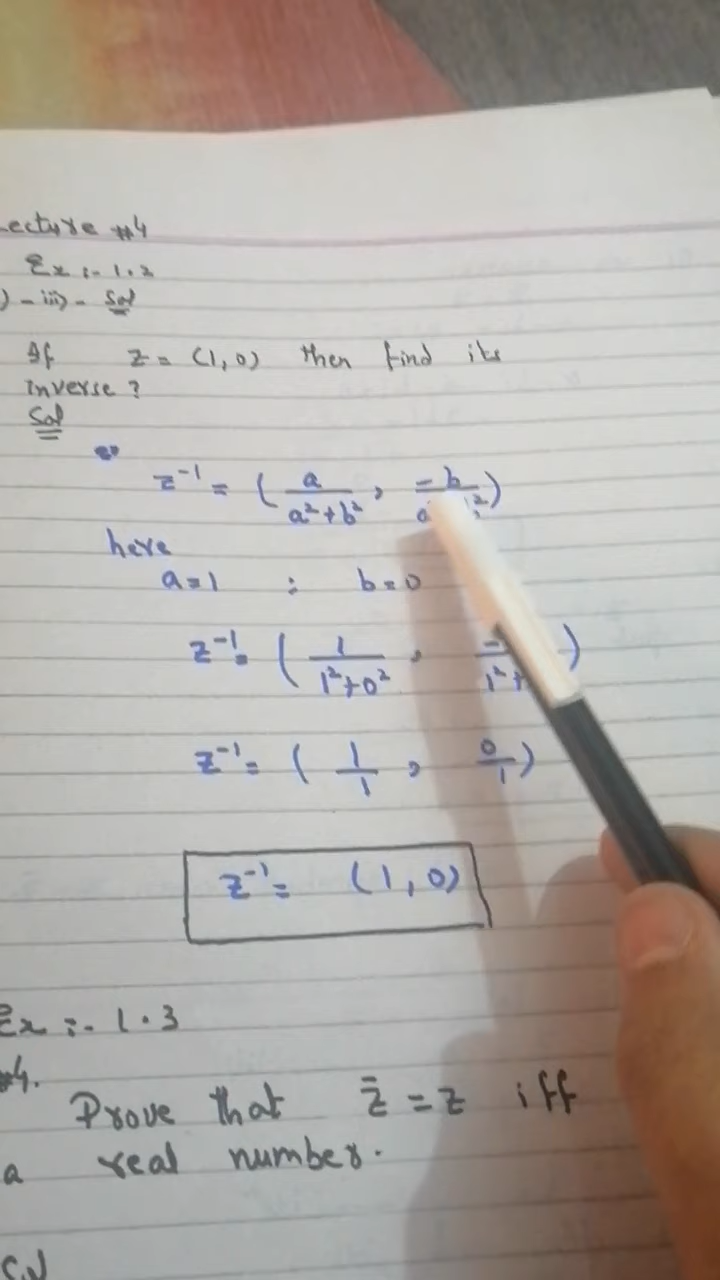 Lecture #4
Ex :- 1.2
) - iii) - Sol
If z = (1,0) then find its
inverse ?
Sol
z⁻¹ = ( a/(a²+b²) , -b/
here
a=1 : b=0
z⁻¹= ( 1/(1²+0²) , )
z⁻¹= ( 1/1 , 0/1 )
z⁻¹= (1,0)
Ex :- 1.3
#4.
Prove that z̄ = z iff
a real number.